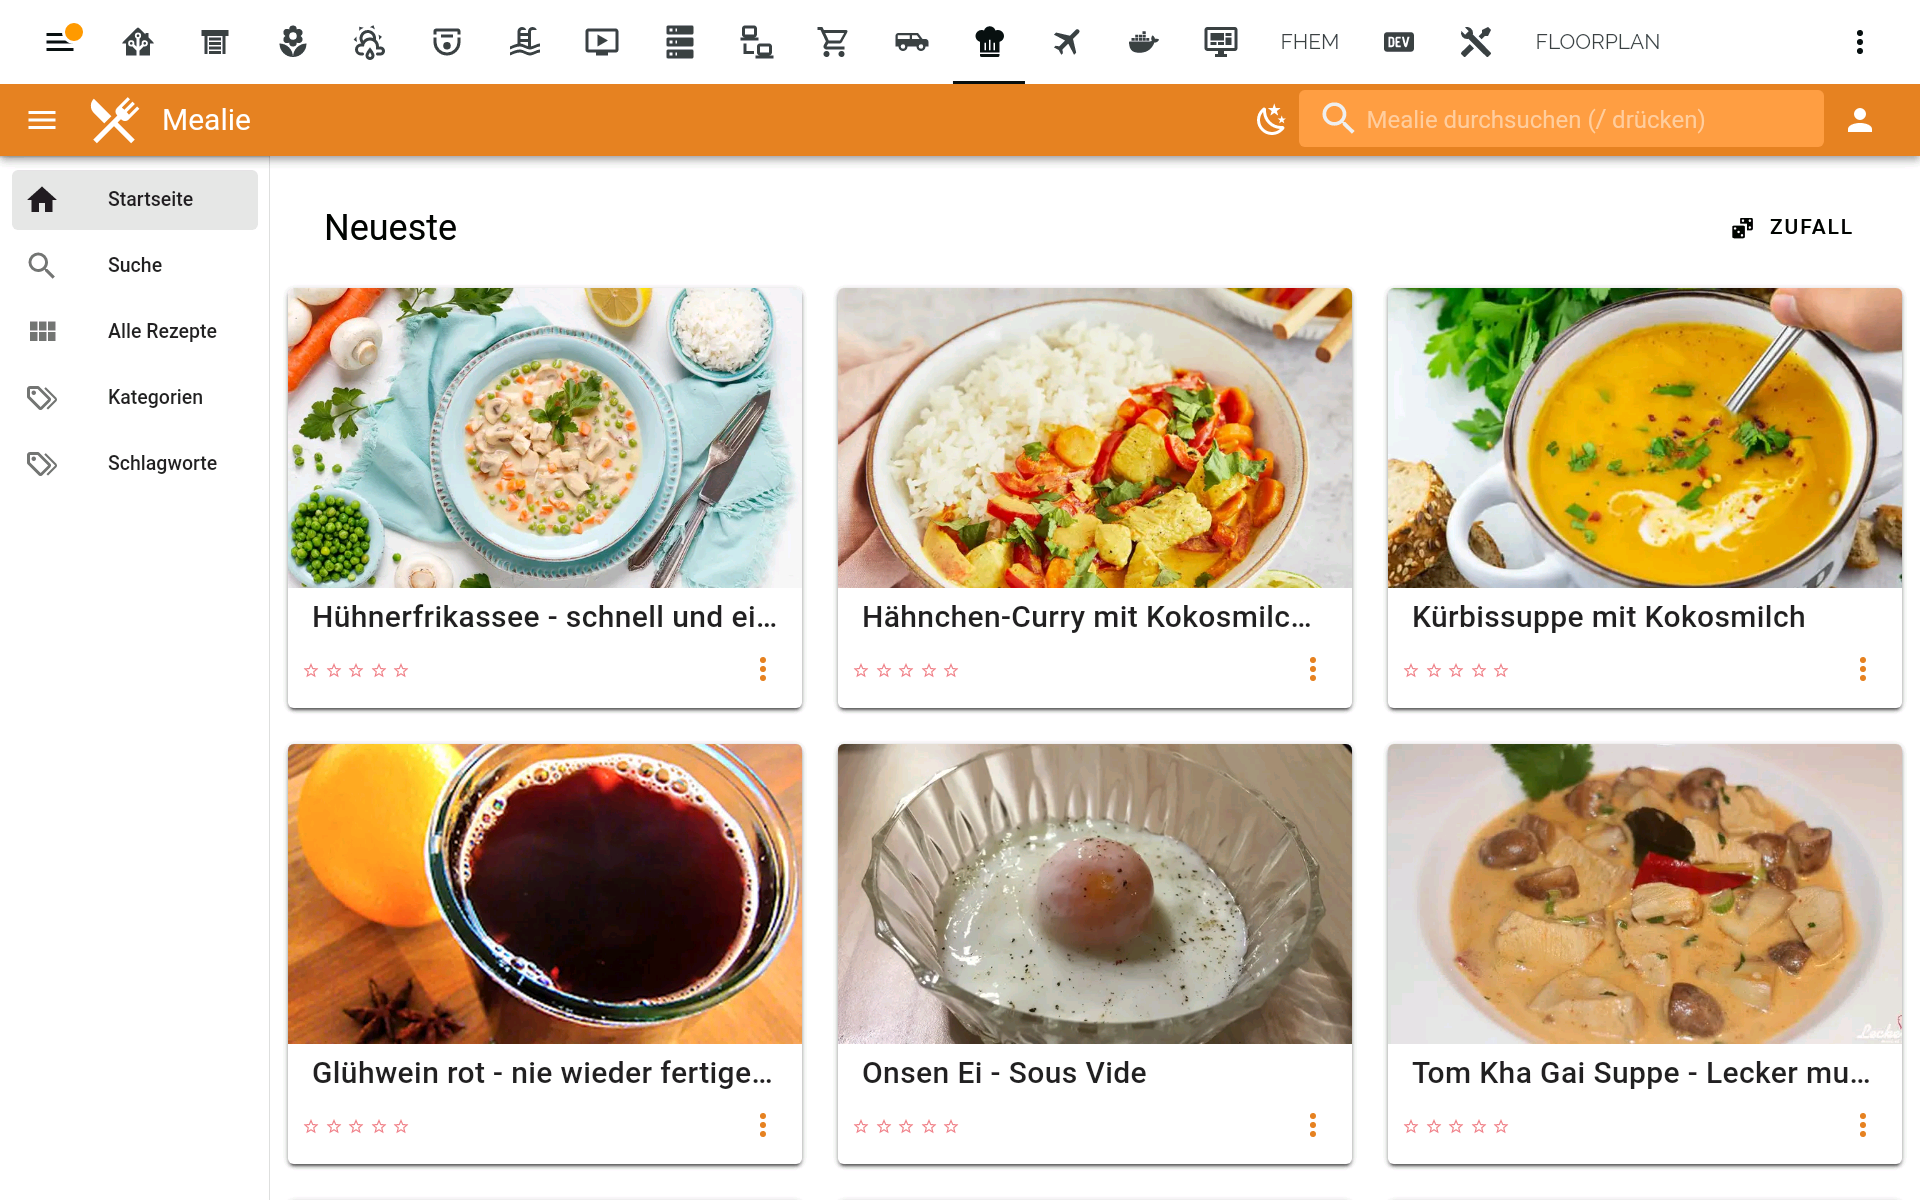 DEV
FHEM
FLOORPLAN
Mealie
Mealie durchsuchen (/ drücken)
Startseite
Suche
Alle Rezepte
Kategorien
Schlagworte
Neueste
ZUFALL
Hühnerfrikassee - schnell und ei...
Hähnchen-Curry mit Kokosmilc...
Kürbissuppe mit Kokosmilch
Glühwein rot - nie wieder fertige...
Onsen Ei - Sous Vide
Tom Kha Gai Suppe - Lecker mu...